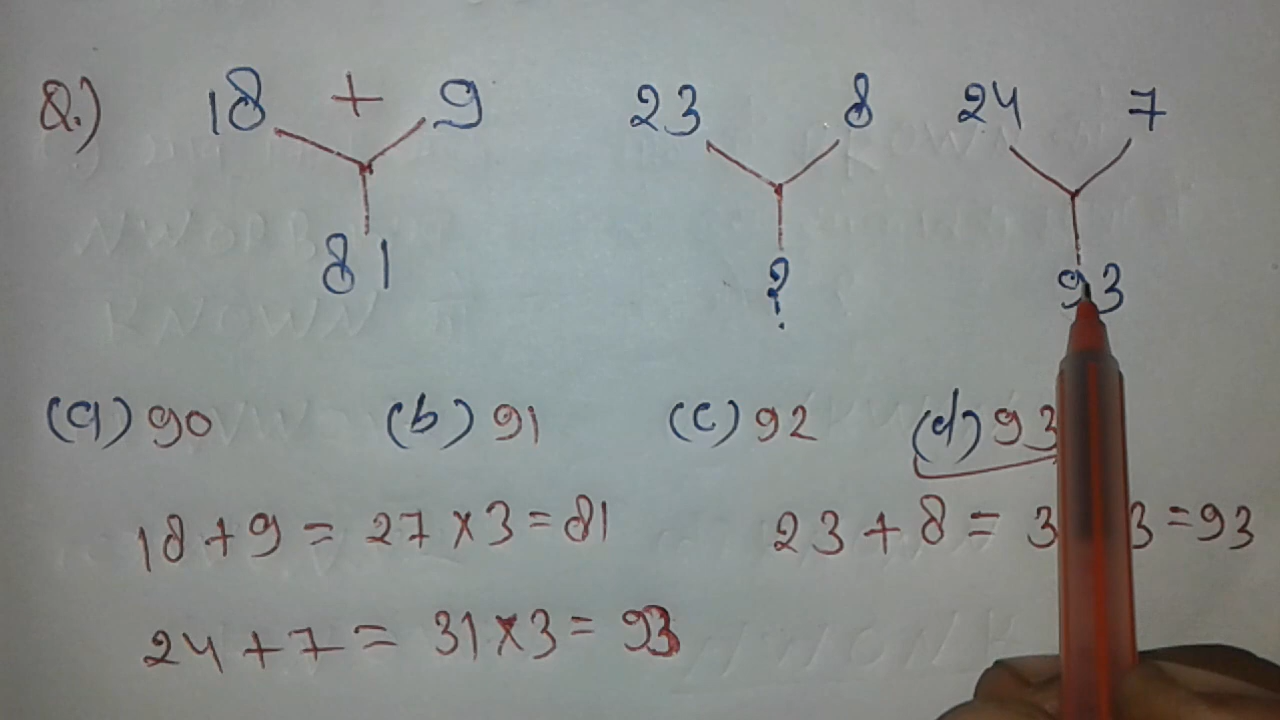 Q.) 18 + 9 23 8 24 7
81 ? 93
(a) 90 (b) 91 (c) 92 (d) 93
18 + 9 = 27 × 3 = 81 23 + 8 = 3 3 = 93
24 + 7 = 31 × 3 = 93